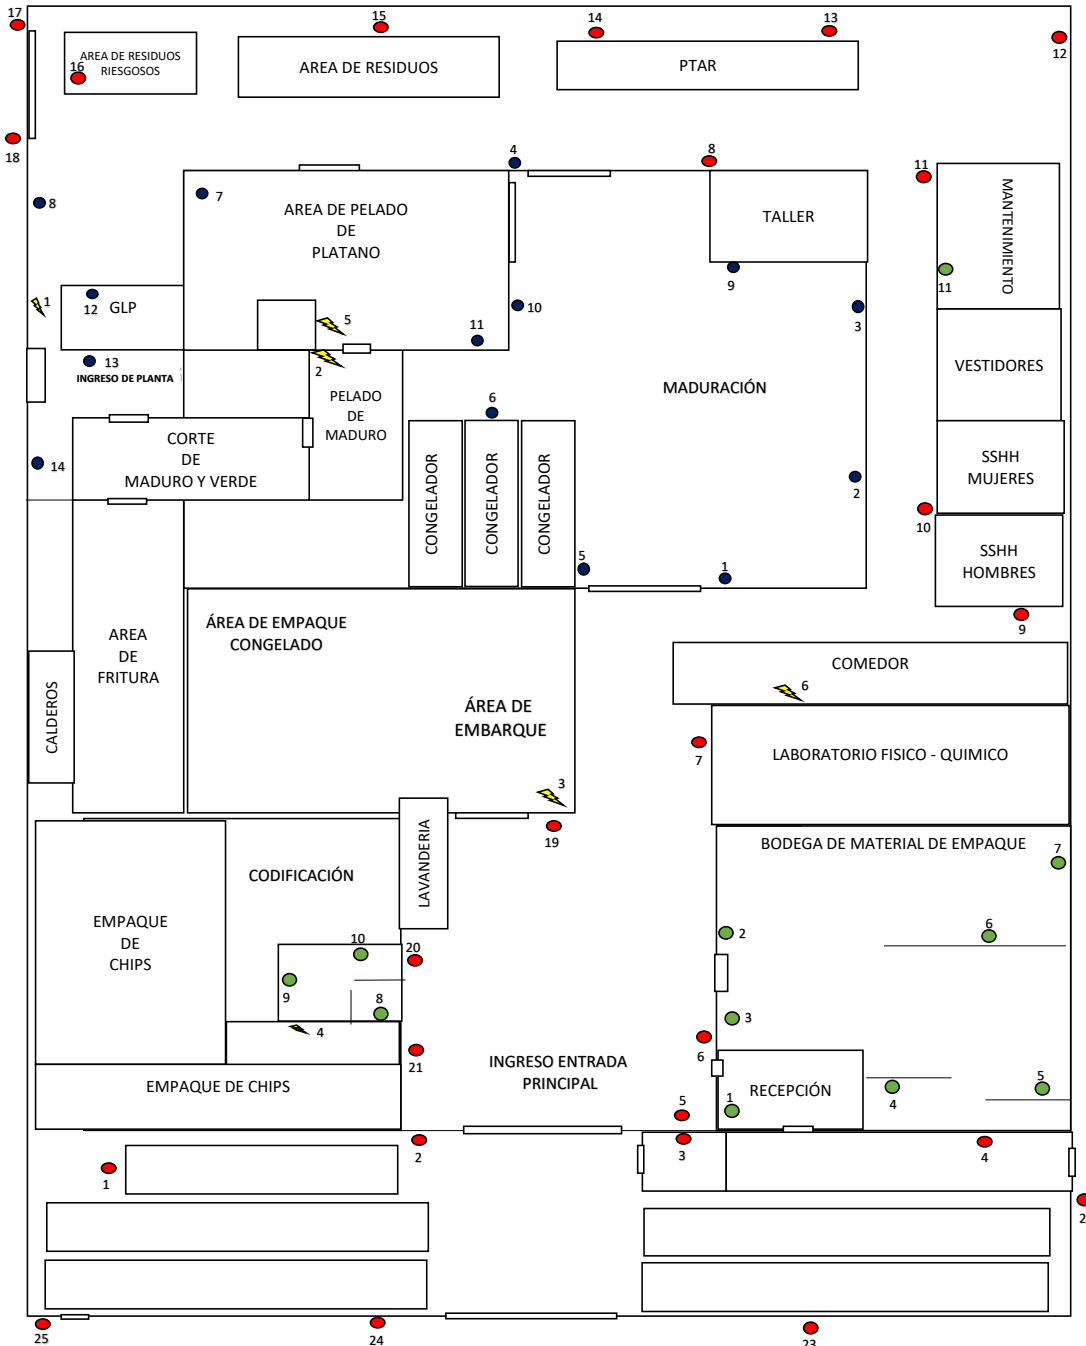 17
15
14
13
12
AREA DE RESIDUOS
RIESGOSOS
16
AREA DE RESIDUOS
PTAR
18
4
8
11
8
7
AREA DE PELADO
DE
PLATANO
TALLER
MANTENIMIENTO
9
11
1
12
GLP
5
10
3
11
13
INGRESO DE PLANTA
2
PELADO
DE
MADURO
MADURACIÓN
VESTIDORES
6
CORTE
DE
MADURO Y VERDE
14
CONGELADOR
CONGELADOR
CONGELADOR
2
SSHH
MUJERES
10
SSHH
HOMBRES
5
1
9
ÁREA DE EMPAQUE
CONGELADO
AREA
DE
FRITURA
CALDEROS
COMEDOR
6
ÁREA DE
EMBARQUE
7
LABORATORIO FISICO - QUIMICO
3
19
LAVANDERIA
BODEGA DE MATERIAL DE EMPAQUE
7
CODIFICACIÓN
EMPAQUE
DE
CHIPS
10
20
9
8
4
2
6
3
21
INGRESO ENTRADA
PRINCIPAL
6
EMPAQUE DE CHIPS
RECEPCIÓN
1
4
5
5
2
3
4
1
2
25
24
23